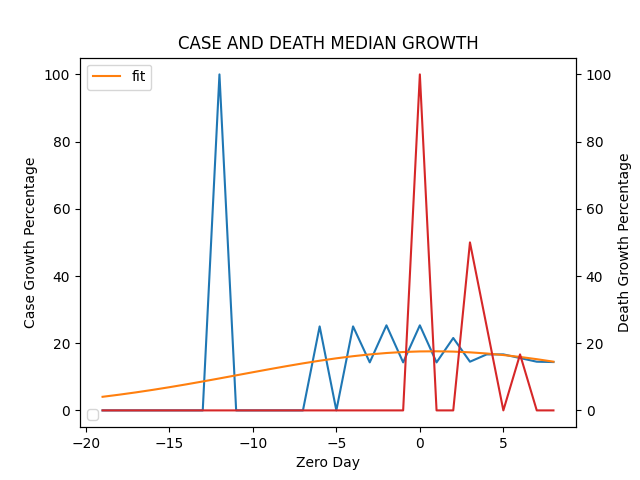 CASE AND DEATH MEDIAN GROWTH
fit
100
80
60
40
20
0
100
80
60
40
20
0
Case Growth Percentage
Death Growth Percentage
−20 −15 −10 −5 0 5
Zero Day